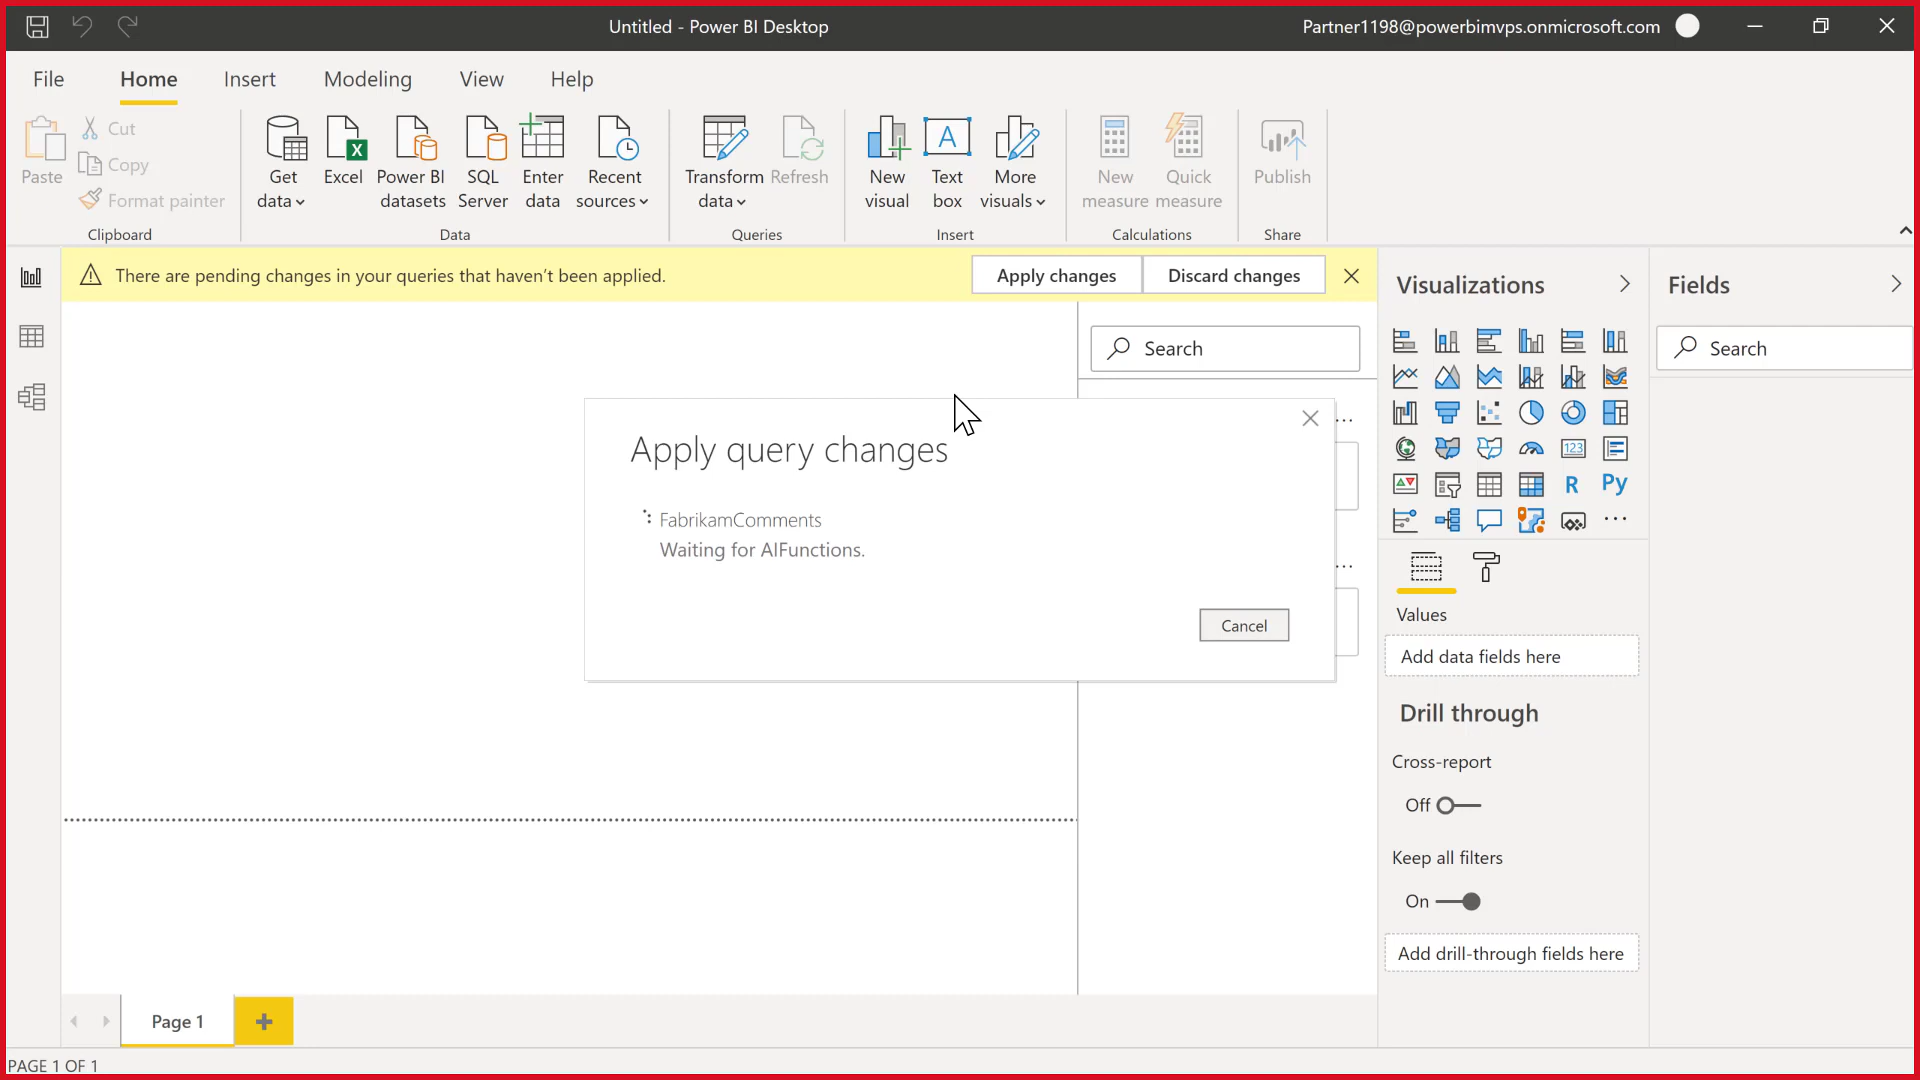 Untitled - Power BI Desktop
Partner1198@powerbimvps.onmicrosoft.com
File
Home
Insert
Modeling
View
Help
Paste
Cut
Copy
Format painter
Clipboard
Get data
Excel
Power BI datasets
SQL Server
Enter data
Recent sources
Data
Transform data
Refresh
Queries
New visual
Text box
More visuals
Insert
New measure
Quick measure
Calculations
Publish
Share
There are pending changes in your queries that haven't been applied.
Apply changes
Discard changes
Search
Apply query changes
FabrikamComments
Waiting for AIFunctions.
Cancel
Visualizations
123
R
Py
Values
Add data fields here
Drill through
Cross-report
Off
Keep all filters
On
Add drill-through fields here
Fields
Search
Page 1
PAGE 1 OF 1